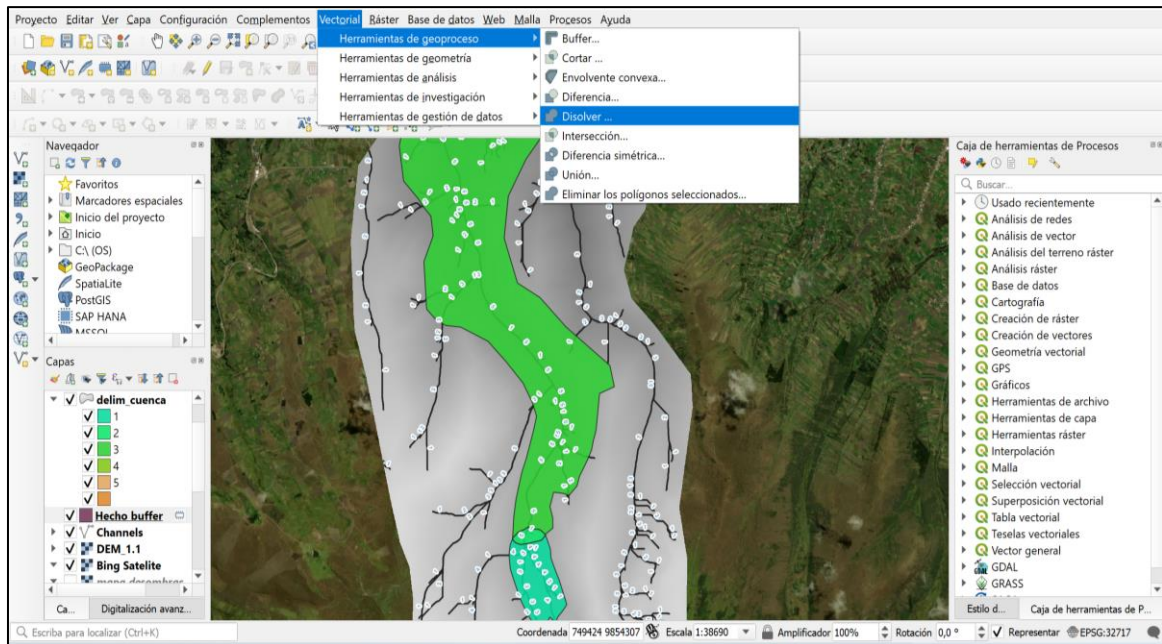 Proyecto Editar Ver Capa Configuración Complementos Vectorial Ráster Base de datos Web Malla Procesos Ayuda
Herramientas de geoproceso
Herramientas de geometría
Herramientas de análisis
Herramientas de investigación
Herramientas de gestión de datos
Buffer...
Cortar ...
Envolvente convexa...
Diferencia...
Disolver ...
Intersección...
Diferencia simétrica...
Unión...
Eliminar los polígonos seleccionados...
Navegador
Favoritos
Marcadores espaciales
Inicio del proyecto
Inicio
C:\ (OS)
GeoPackage
SpatiaLite
PostGIS
SAP HANA
MSSQL
Capas
delim_cuenca
1
2
3
4
5
Hecho buffer
Channels
DEM_1.1
Bing Satelite
Ca...
Digitalización avanz...
Caja de herramientas de Procesos
Buscar...
Usado recientemente
Análisis de redes
Análisis de vector
Análisis del terreno ráster
Análisis ráster
Base de datos
Cartografía
Creación de ráster
Creación de vectores
Geometría vectorial
GPS
Gráficos
Herramientas de archivo
Herramientas de capa
Herramientas ráster
Interpolación
Malla
Selección vectorial
Superposición vectorial
Tabla vectorial
Teselas vectoriales
Vector general
GDAL
GRASS
Estilo d...
Caja de herramientas de P...
Escriba para localizar (Ctrl+K)
Coordenada 749424 9854307 Escala 1:38690 Amplificador 100% Rotación 0,0 ° Representar EPSG:32717